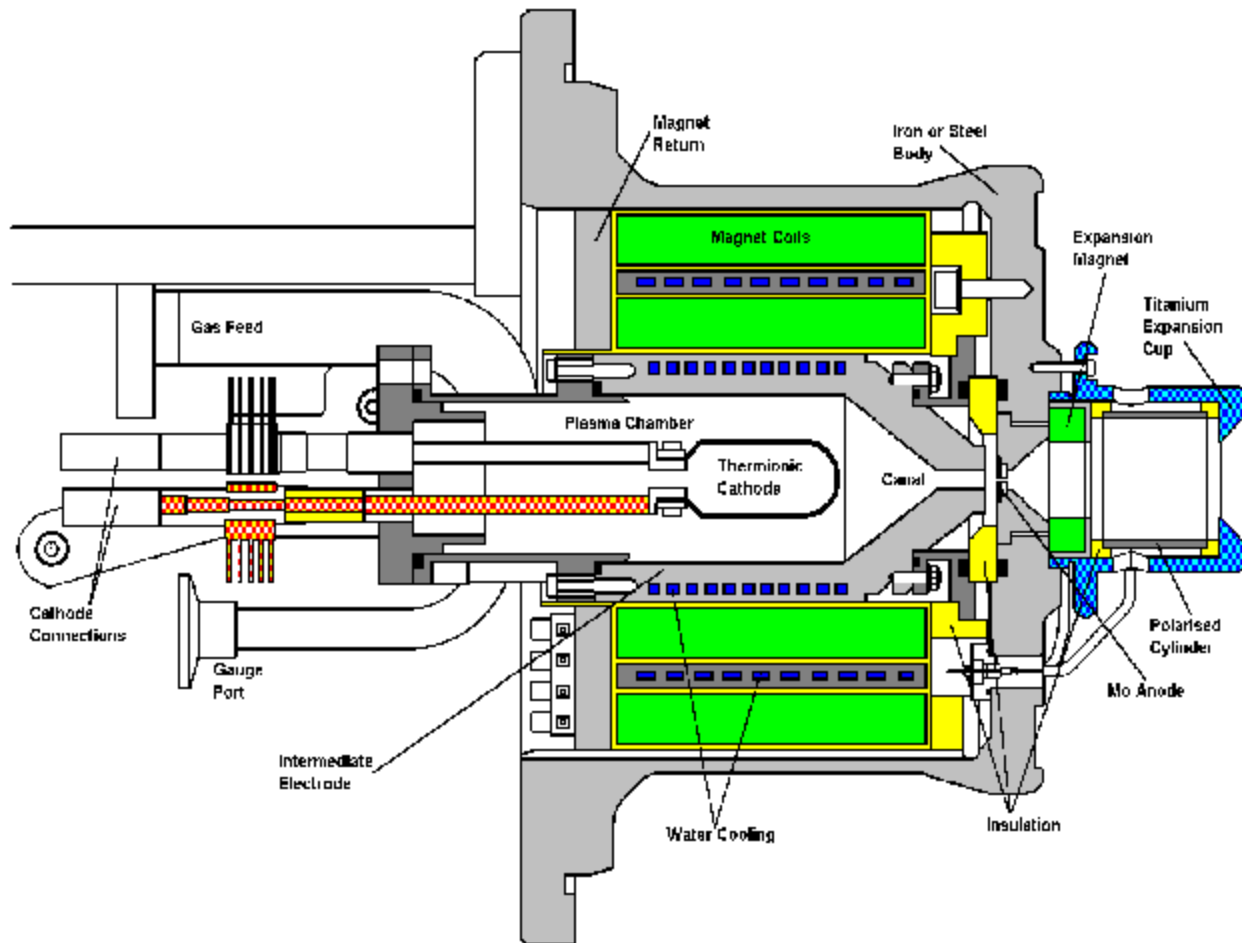 Magnet
Return
Iron or Steel
Body
Magnet Coils
Expansion
Magnet
Titanium
Expansion
Cup
Gas Feed
Plasma Chamber
Thermionic
Cathode
Canal
Cathode
Connections
Gauge
Port
Polarised
Cylinder
Mo Anode
Intermediate
Electrode
Water Cooling
Insulation